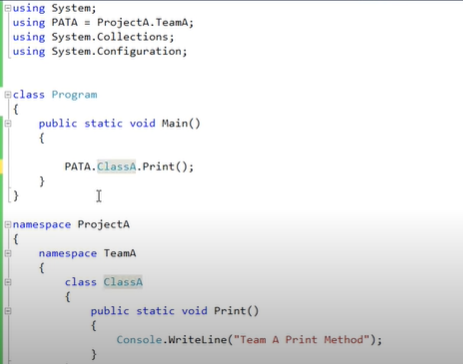 using System;
using PATA = ProjectA.TeamA;
using System.Collections;
using System.Configuration;
class Program
{
public static void Main()
{
PATA.ClassA.Print();
}
}
namespace ProjectA
{
namespace TeamA
{
class ClassA
{
public static void Print()
{
Console.WriteLine("Team A Print Method");
}